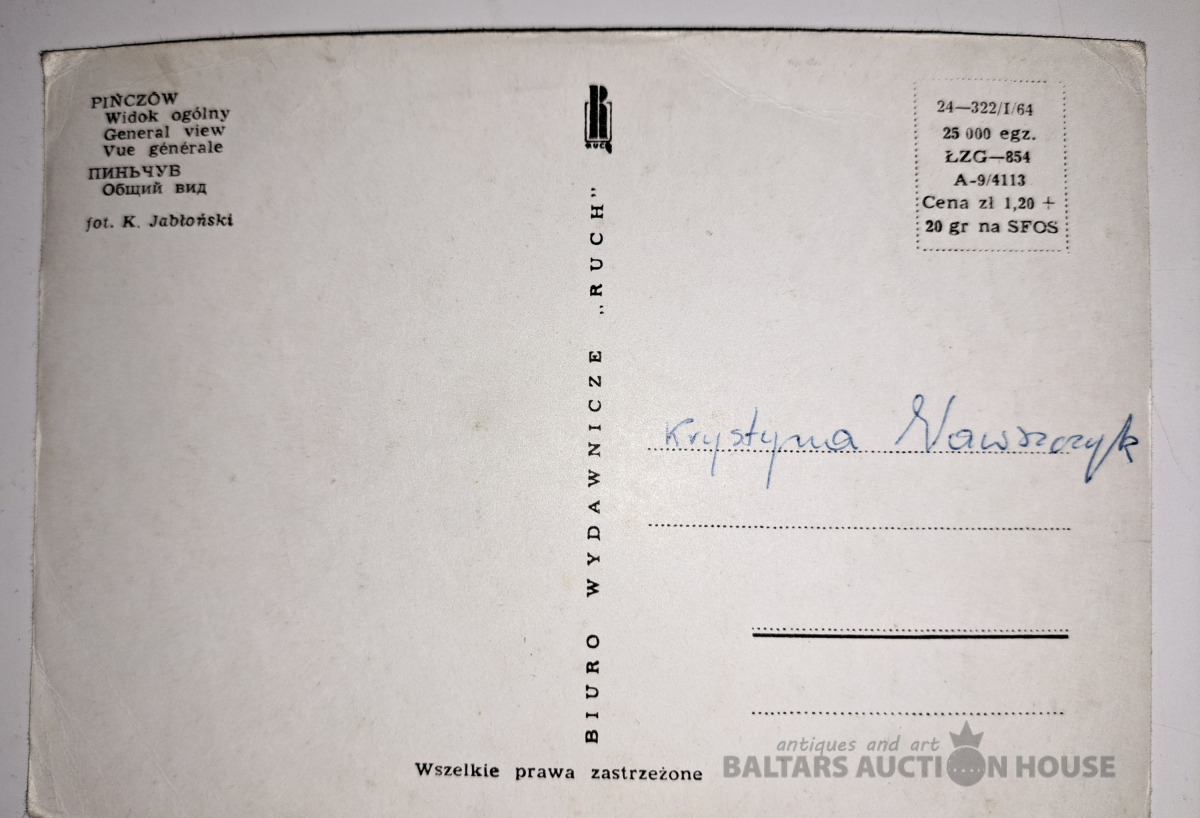 PIŃCZÓW
Widok ogólny
General view
Vue générale
ПИНЬЧУВ
Общий вид
fot. K. Jabłoński
RUCH
BIURO WYDAWNICZE „RUCH"
24—322/I/64
25 000 egz.
ŁZG—854
A-9/4113
Cena zł 1,20 +
20 gr na SFOS
Krystyna Wawszczyk
Wszelkie prawa zastrzeżone
antiques and art
BALTARS AUCTION HOUSE